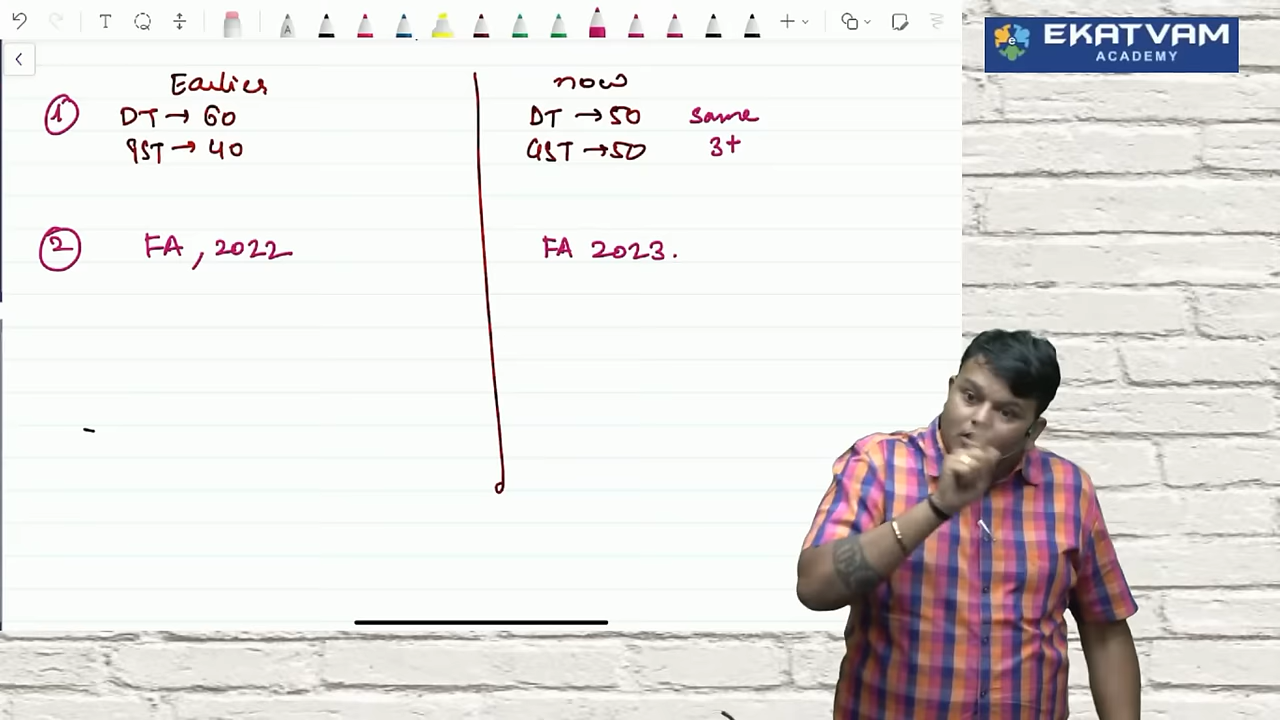 EKATVAM
ACADEMY
Earlier
now
1 DT → 60
DT → 50 same
GST → 40
GST → 50 3+
2 FA, 2022
FA 2023.